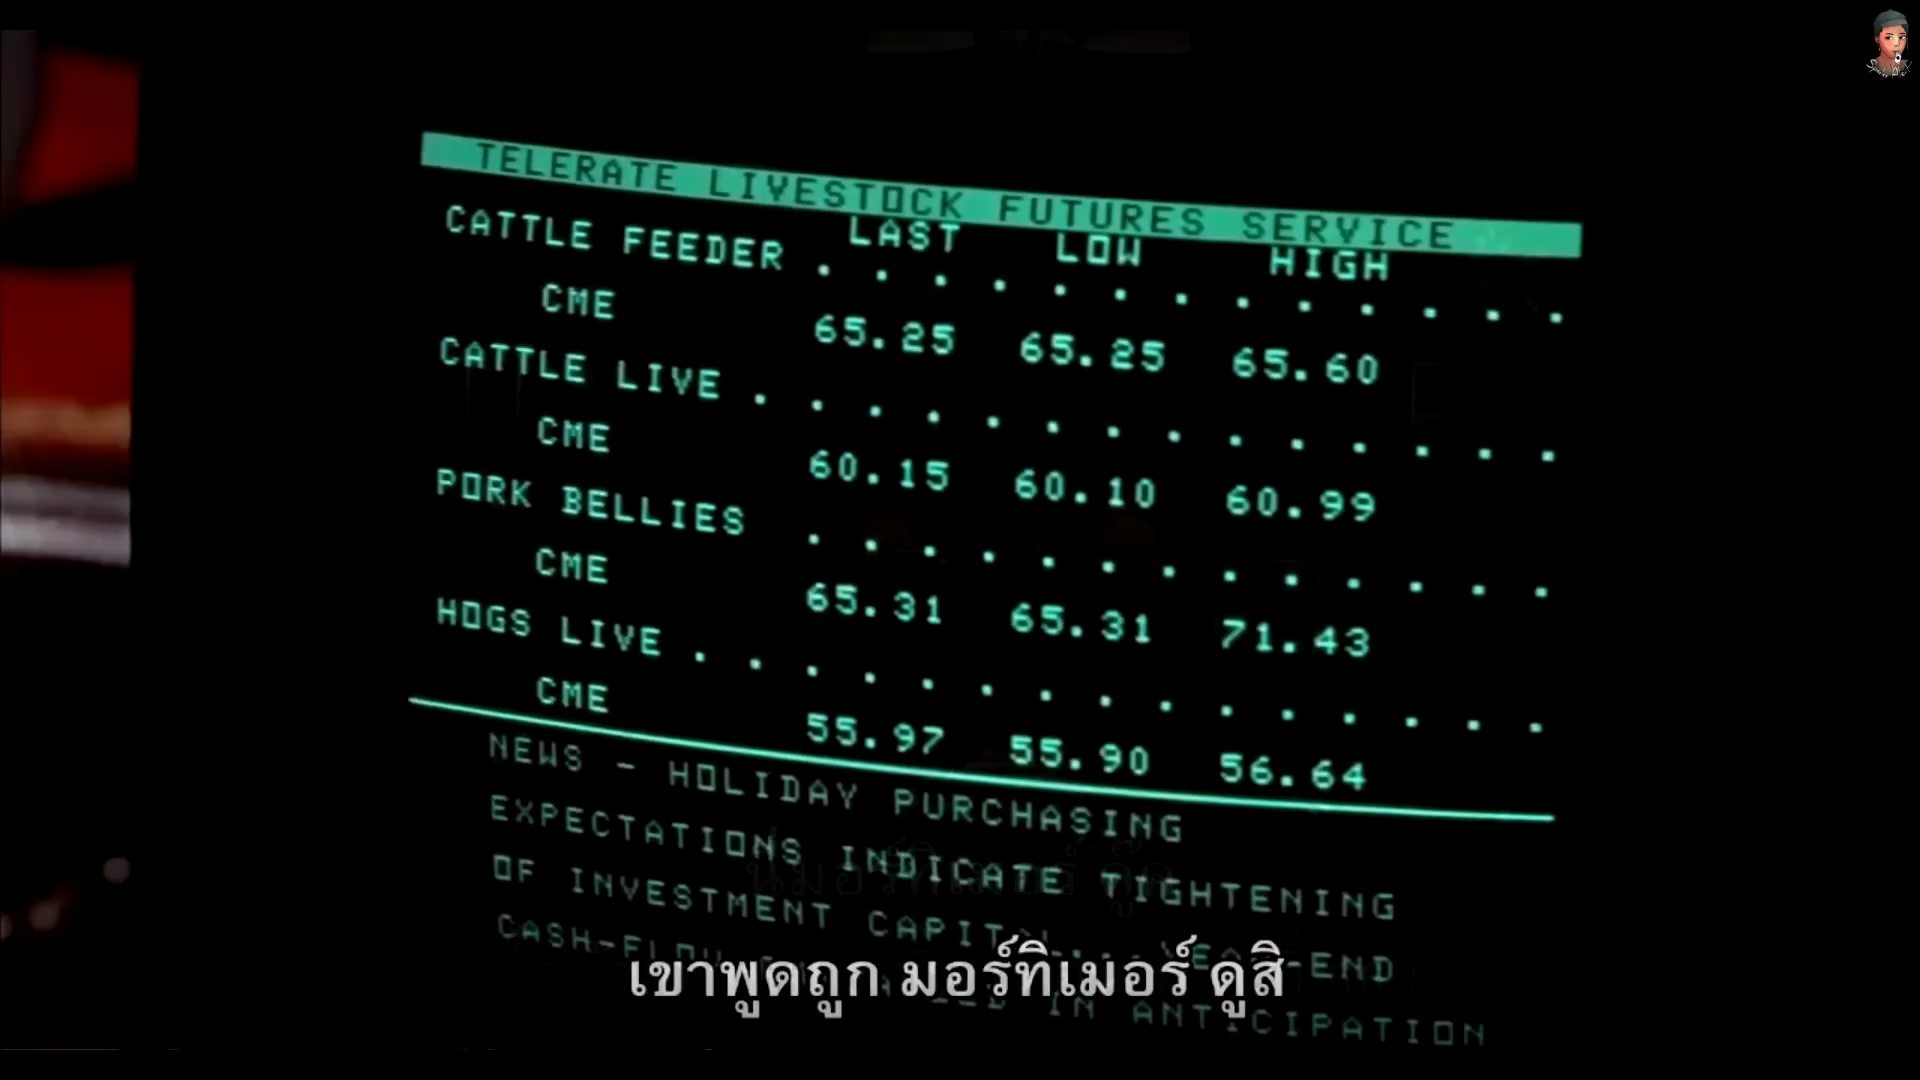 TELERATE LIVESTOCK FUTURES SERVICE
LAST LOW HIGH
CATTLE FEEDER . . . . . . . . . . . . .
CME 65.25 65.25 65.60
CATTLE LIVE . . . . . . . . . . . . . .
CME 60.15 60.10 60.99
PORK BELLIES . . . . . . . . . . . . .
CME 65.31 65.31 71.43
HOGS LIVE . . . . . . . . . . . . . . .
CME 55.97 55.90 56.64
NEWS - HOLIDAY PURCHASING
EXPECTATIONS INDICATE TIGHTENING
OF INVESTMENT
-END
IN ANTICIPATION
เขาพูดถูก มอร์ทิเมอร์ ดูสิ